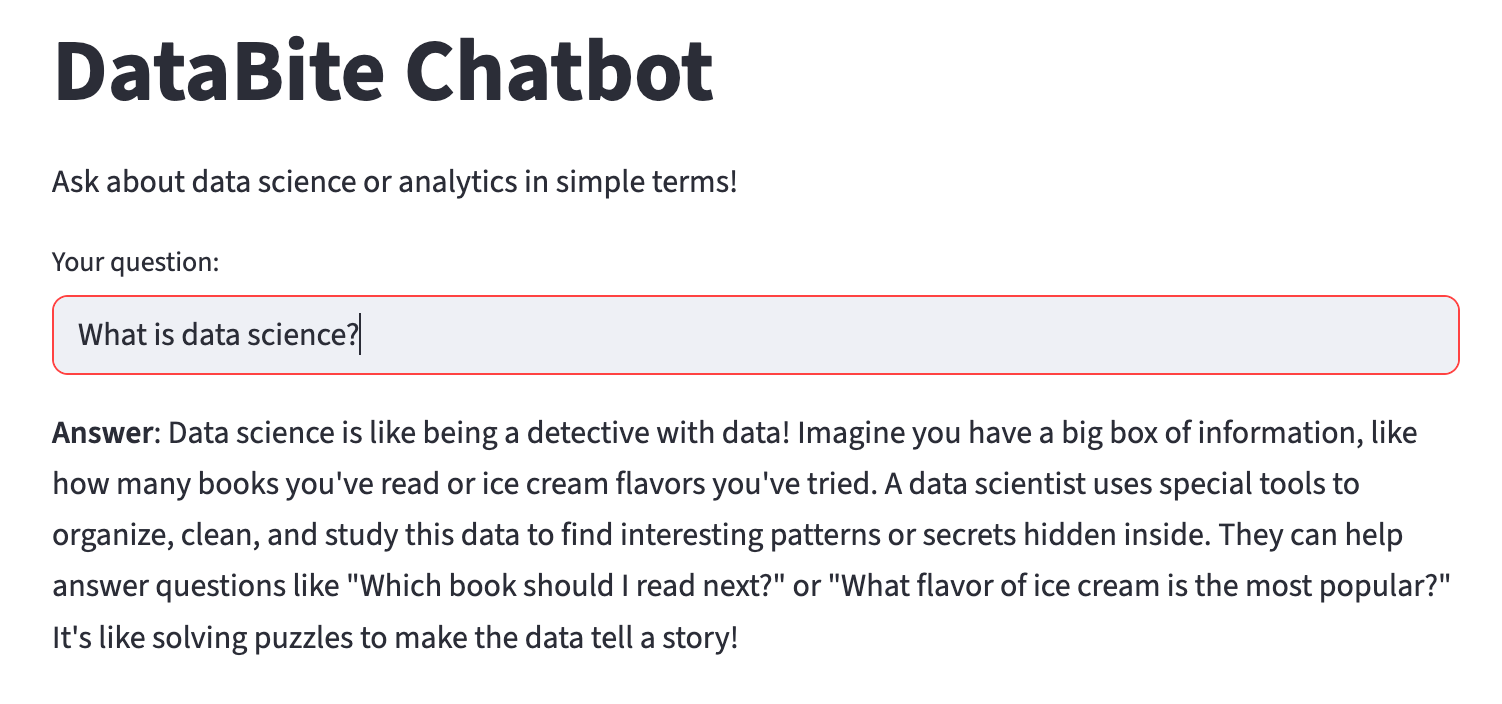 DataBite Chatbot
Ask about data science or analytics in simple terms!
Your question:
What is data science?
Answer: Data science is like being a detective with data! Imagine you have a big box of information, like
how many books you've read or ice cream flavors you've tried. A data scientist uses special tools to
organize, clean, and study this data to find interesting patterns or secrets hidden inside. They can help
answer questions like "Which book should I read next?" or "What flavor of ice cream is the most popular?"
It's like solving puzzles to make the data tell a story!